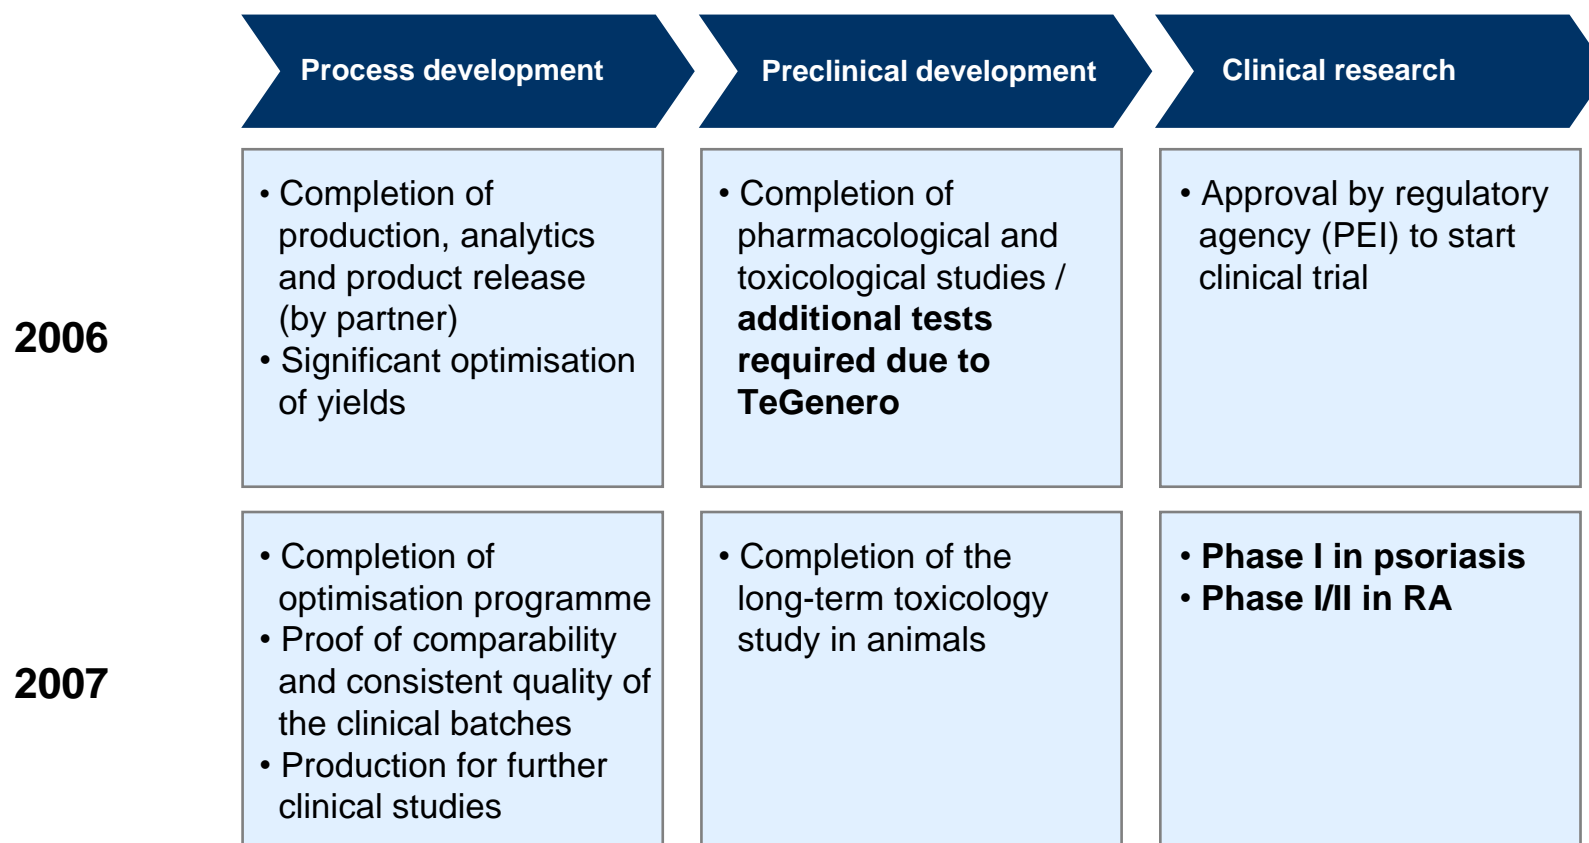 Process development
Preclinical development
Clinical research
2006
• Completion of
production, analytics
and product release
(by partner)
• Significant optimisation
of yields
• Completion of
pharmacological and
toxicological studies /
additional tests
required due to
TeGenero
• Approval by regulatory
agency (PEI) to start
clinical trial
2007
• Completion of
optimisation programme
• Proof of comparability
and consistent quality of
the clinical batches
• Production for further
clinical studies
• Completion of the
long-term toxicology
study in animals
• Phase I in psoriasis
• Phase I/II in RA